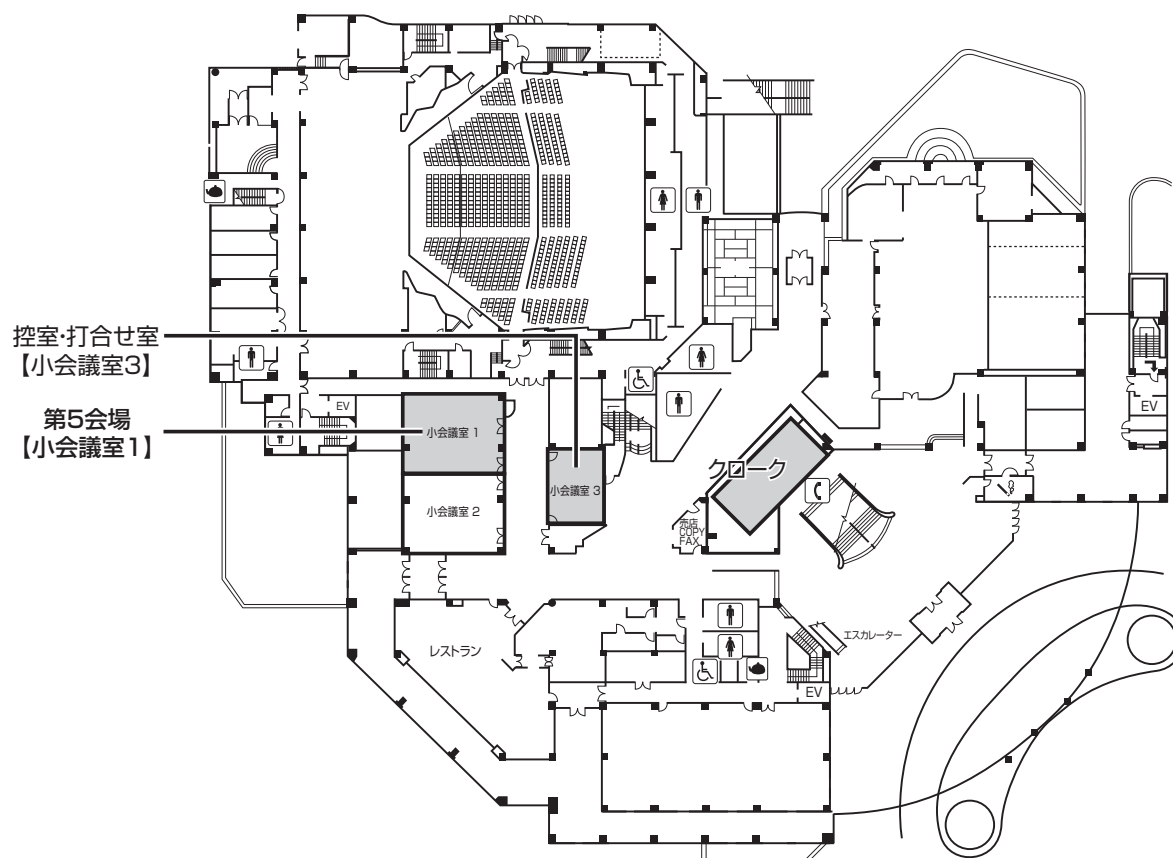 控室・打合せ室
【小会議室3】
第5会場
【小会議室1】
EV
小会議室 1
小会議室 2
小会議室 3
クローク
売店
COPY
FAX
EV
レストラン
エスカレーター
EV